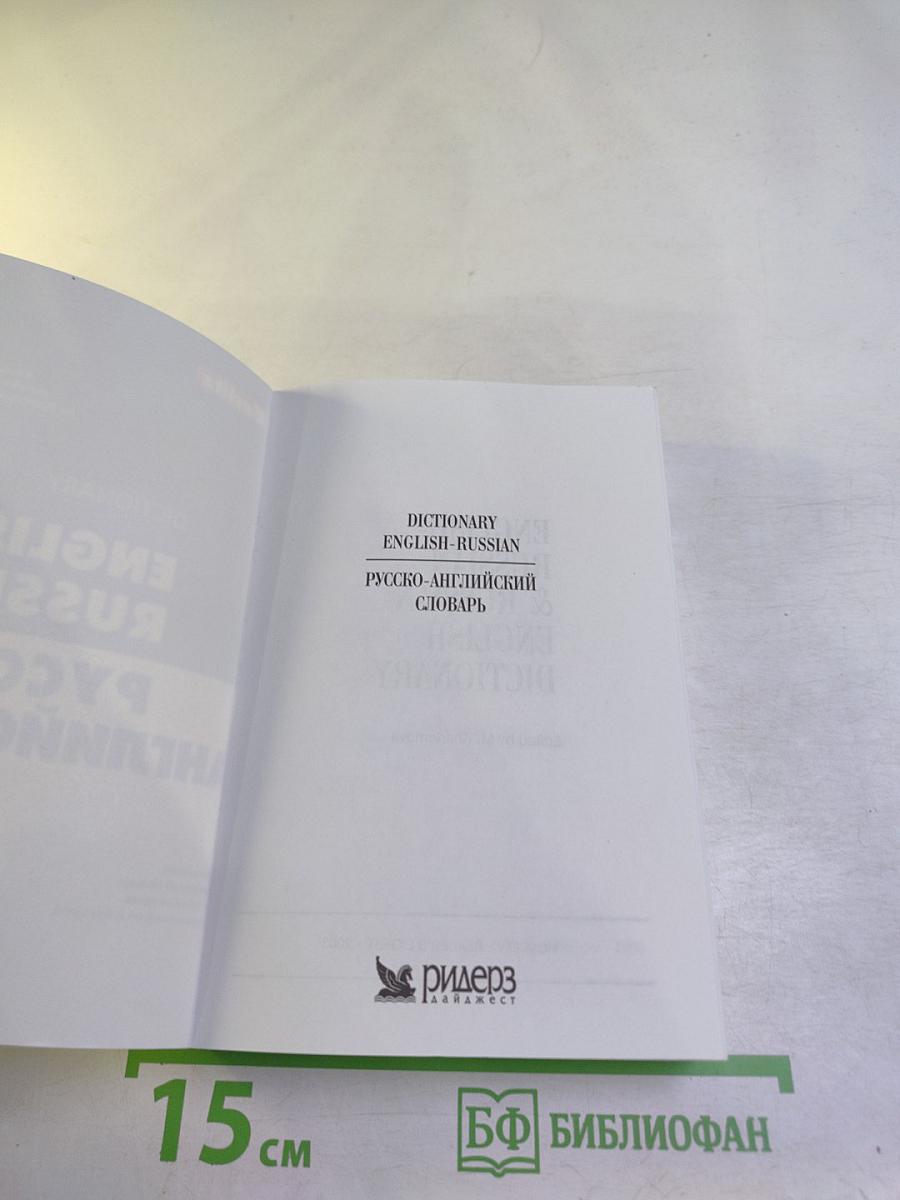 DICTIONARY
ENGLISH-RUSSIAN
РУССКО-АНГЛИЙСКИЙ
СЛОВАРЬ
ридерз
дайджест
15 см
БФ БИБЛИОФАН